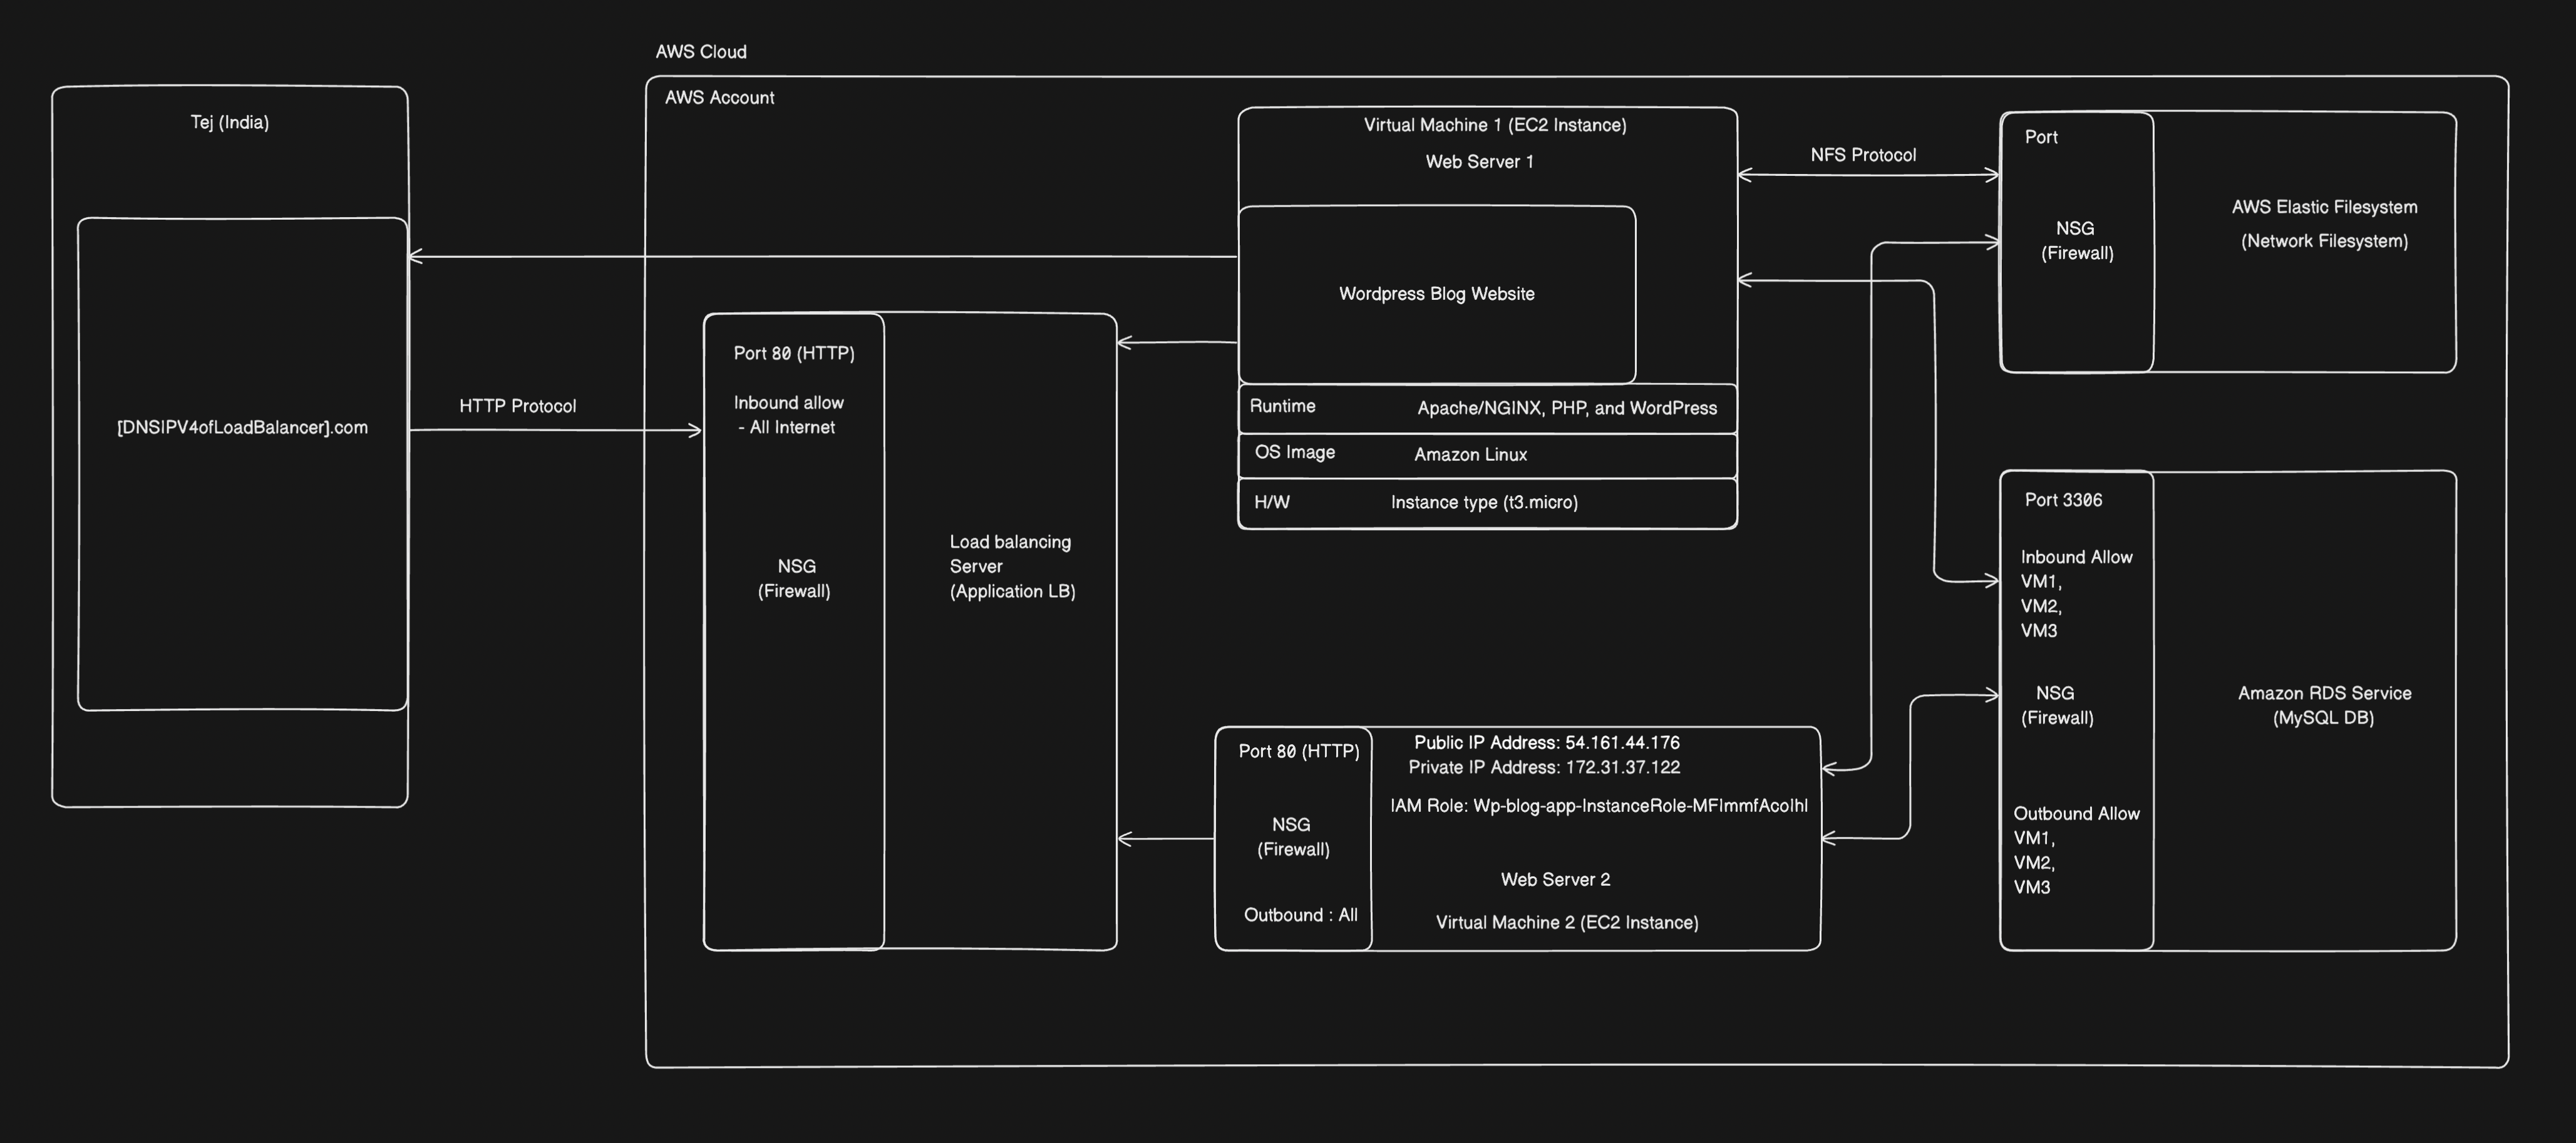 AWS Cloud
AWS Account
Tej (India)
[DNSIPV4ofLoadBalancer].com
HTTP Protocol
Port 80 (HTTP)
Inbound allow
- All Internet
NSG
(Firewall)
Load balancing
Server
(Application LB)
Virtual Machine 1 (EC2 Instance)
Web Server 1
Wordpress Blog Website
Runtime
Apache/NGINX, PHP, and WordPress
OS Image
Amazon Linux
H/W
Instance type (t3.micro)
NFS Protocol
Port
NSG
(Firewall)
AWS Elastic Filesystem
(Network Filesystem)
Port 80 (HTTP)
NSG
(Firewall)
Outbound : All
Public IP Address: 54.161.44.176
Private IP Address: 172.31.37.122
IAM Role: Wp-blog-app-InstanceRole-MFImmfAcoIhI
Web Server 2
Virtual Machine 2 (EC2 Instance)
Port 3306
Inbound Allow
VM1,
VM2,
VM3
NSG
(Firewall)
Outbound Allow
VM1,
VM2,
VM3
Amazon RDS Service
(MySQL DB)